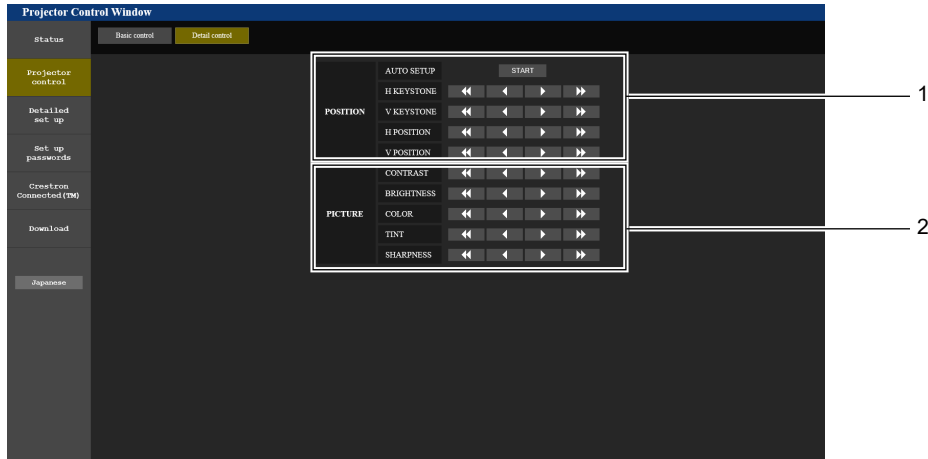 Projector Control Window
Status
Basic control
Detail control
Projector
control
Detailed
set up
Set up
passwords
Crestron
Connected(TM)
Download
Japanese
POSITION
AUTO SETUP
START
H KEYSTONE
V KEYSTONE
H POSITION
V POSITION
1
PICTURE
CONTRAST
BRIGHTNESS
COLOR
TINT
SHARPNESS
2